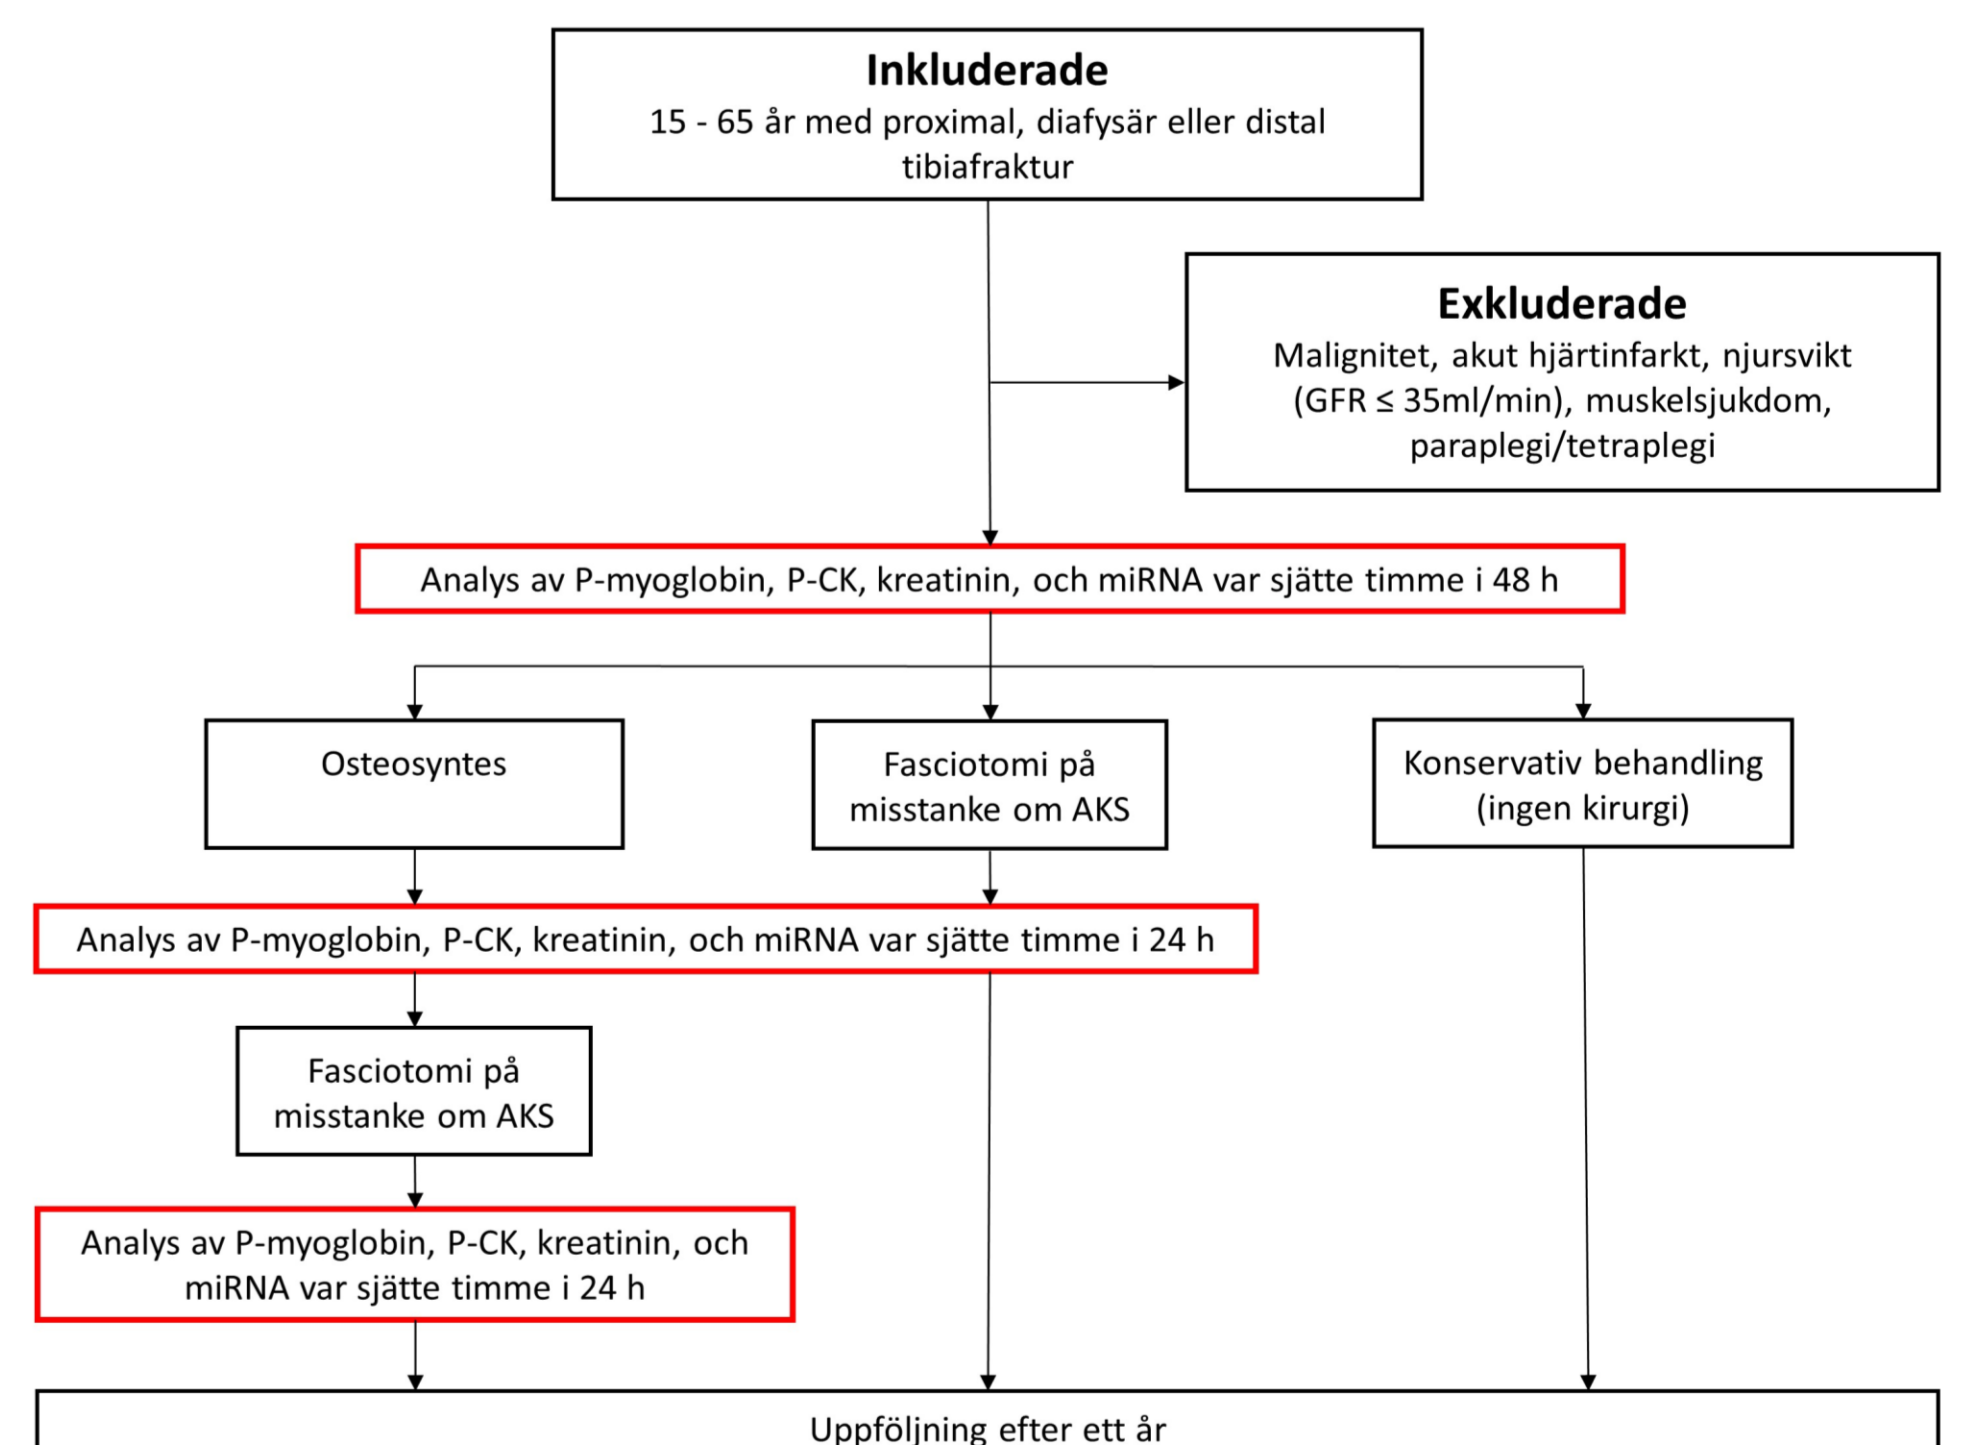 Inkluderade
15 - 65 år med proximal, diafysär eller distal
tibiafraktur
Exkluderade
Malignitet, akut hjärtinfarkt, njursvikt
(GFR ≤ 35ml/min), muskelsjukdom,
paraplegi/tetraplegi
Analys av P-myoglobin, P-CK, kreatinin, och miRNA var sjätte timme i 48 h
Osteosyntes
Fasciotomi på
misstanke om AKS
Konservativ behandling
(ingen kirurgi)
Analys av P-myoglobin, P-CK, kreatinin, och miRNA var sjätte timme i 24 h
Fasciotomi på
misstanke om AKS
Analys av P-myoglobin, P-CK, kreatinin, och
miRNA var sjätte timme i 24 h
Uppföljning efter ett år